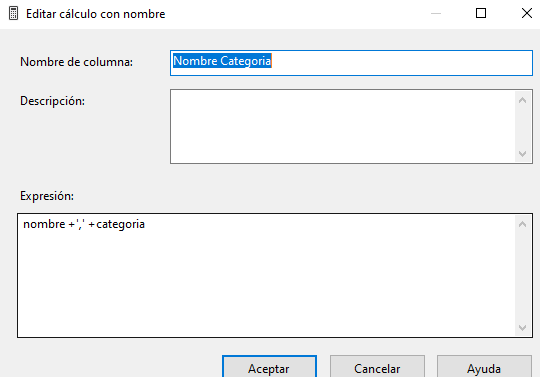 Editar cálculo con nombre
Nombre de columna:
Nombre Categoria
Descripción:
Expresión:
nombre +',' +categoria
Aceptar
Cancelar
Ayuda